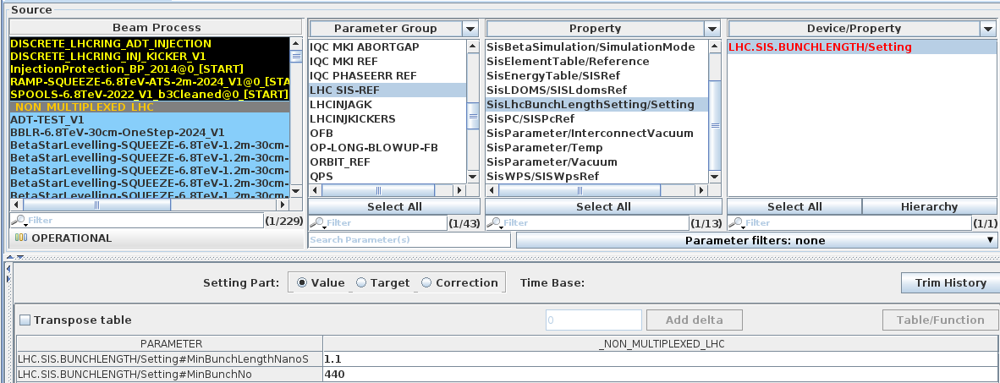 Source
Beam Process
DISCRETE_LHCRING_ADT_INJECTION
DISCRETE_LHCRING_INJ_KICKER_V1
InjectionProtection_BP_2014@0_[START]
RAMP-SQUEEZE-6.8TeV-ATS-2m-2024_V1@0_[STA
SPOOLS-6.8TeV-2022_V1_b3Cleaned@0_[START]
_NON_MULTIPLEXED_LHC
ADT-TEST_V1
BBLR-6.8TeV-30cm-OneStep-2024_V1
BetaStarLevelling-SQUEEZE-6.8TeV-1.2m-30cm-
BetaStarLevelling-SQUEEZE-6.8TeV-1.2m-30cm-
BetaStarLevelling-SQUEEZE-6.8TeV-1.2m-30cm-
BetaStarLevelling-SQUEEZE-6.8TeV-1.2m-30cm-
BetaStarLevelling-SQUEEZE-6.8TeV-1.2m-30cm-
Filter
(1/229)
OPERATIONAL
Parameter Group
IQC MKI ABORTGAP
IQC MKI REF
IQC PHASEERR REF
LHC SIS-REF
LHCINJAGK
LHCINJKICKERS
OFB
OP-LONG-BLOWUP-FB
ORBIT_REF
QPS
Select All
Filter
(1/43)
Search Parameter(s)
Property
SisBetaSimulation/SimulationMode
SisElementTable/Reference
SisEnergyTable/SISRef
SisLDOMS/SISLdomsRef
SisLhcBunchLengthSetting/Setting
SisPC/SISPcRef
SisParameter/InterconnectVacuum
SisParameter/Temp
SisParameter/Vacuum
SisWPS/SISWpsRef
Select All
Filter
(1/13)
Device/Property
LHC.SIS.BUNCHLENGTH/Setting
Select All
Hierarchy
Filter
(1/1)
Parameter filters: none
Setting Part:
Value
Target
Correction
Time Base:
Trim History
Transpose table
0
Add delta
Table/Function
PARAMETER
_NON_MULTIPLEXED_LHC
LHC.SIS.BUNCHLENGTH/Setting#MinBunchLengthNanoS
1.1
LHC.SIS.BUNCHLENGTH/Setting#MinBunchNo
440